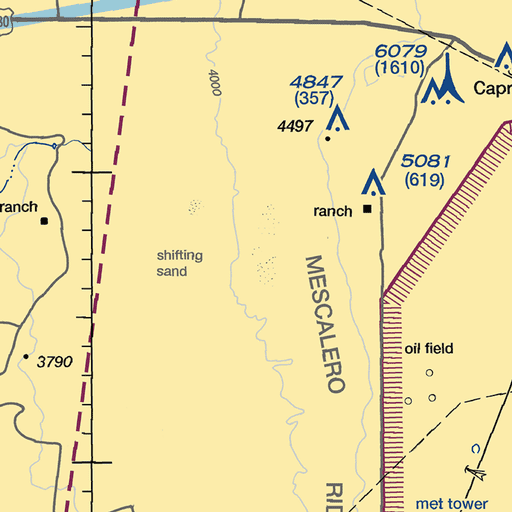 80
6079
(1610)
4000
4847
(357)
Capr
4497
5081
(619)
ranch
ranch
shifting
sand
MESCALERO
oil field
3790
C
RID
met tower